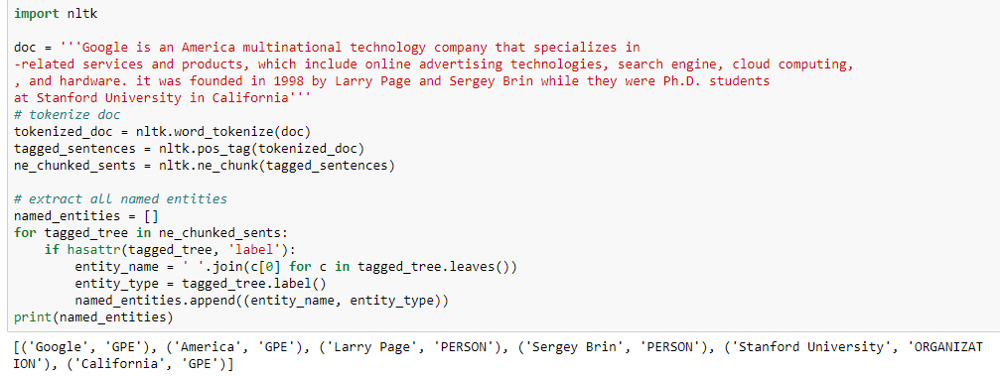 import nltk
doc = '''Google is an America multinational technology company that specializes in
-related services and products, which include online advertising technologies, search engine, cloud computing,
, and hardware. it was founded in 1998 by Larry Page and Sergey Brin while they were Ph.D. students
at Stanford University in California'''
# tokenize doc
tokenized_doc = nltk.word_tokenize(doc)
tagged_sentences = nltk.pos_tag(tokenized_doc)
ne_chunked_sents = nltk.ne_chunk(tagged_sentences)
# extract all named entities
named_entities = []
for tagged_tree in ne_chunked_sents:
    if hasattr(tagged_tree, 'label'):
        entity_name = ' '.join(c[0] for c in tagged_tree.leaves())
        entity_type = tagged_tree.label()
        named_entities.append((entity_name, entity_type))
print(named_entities)
[('Google', 'GPE'), ('America', 'GPE'), ('Larry Page', 'PERSON'), ('Sergey Brin', 'PERSON'), ('Stanford University', 'ORGANIZAT
ION'), ('California', 'GPE')]